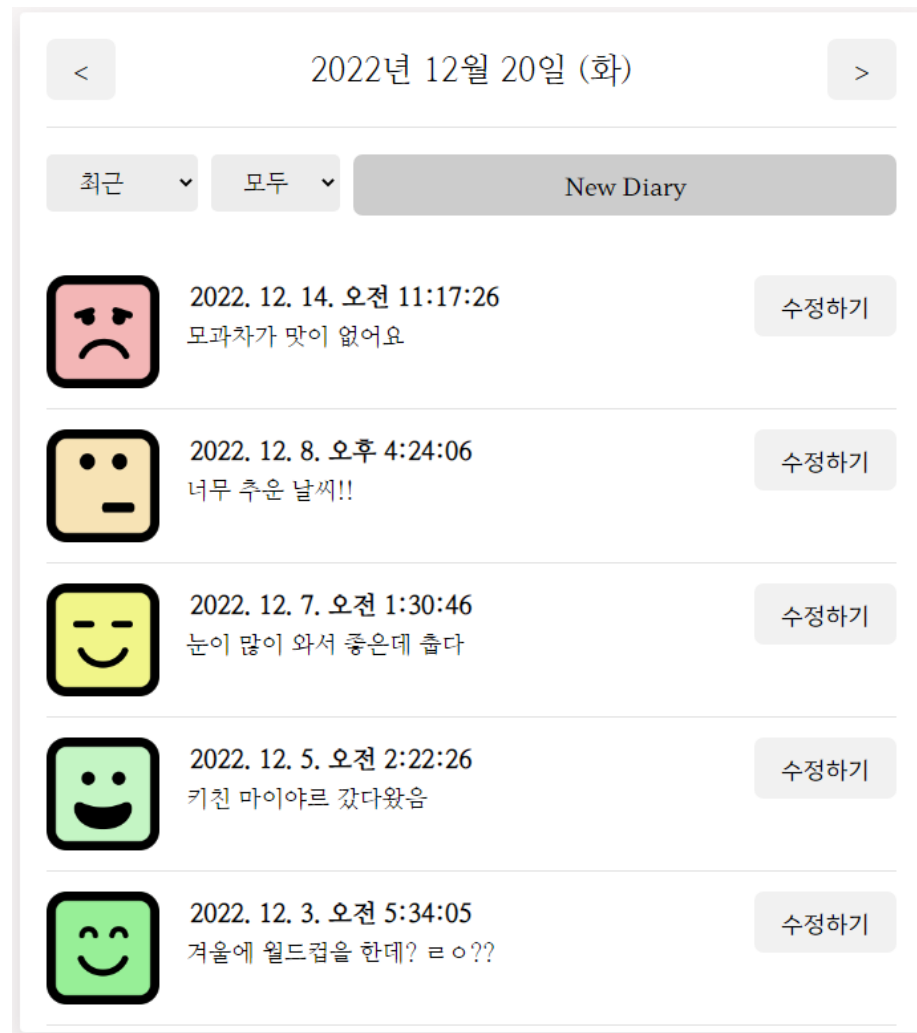 < 2022년 12월 20일 (화) >
최근 모두 New Diary
2022. 12. 14. 오전 11:17:26 수정하기
모과차가 맛이 없어요
2022. 12. 8. 오후 4:24:06 수정하기
너무 추운 날씨!!
2022. 12. 7. 오전 1:30:46 수정하기
눈이 많이 와서 좋은데 춥다
2022. 12. 5. 오전 2:22:26 수정하기
키친 마이야르 갔다왔음
2022. 12. 3. 오전 5:34:05 수정하기
겨울에 월드컵을 한데? ㄹㅇ??